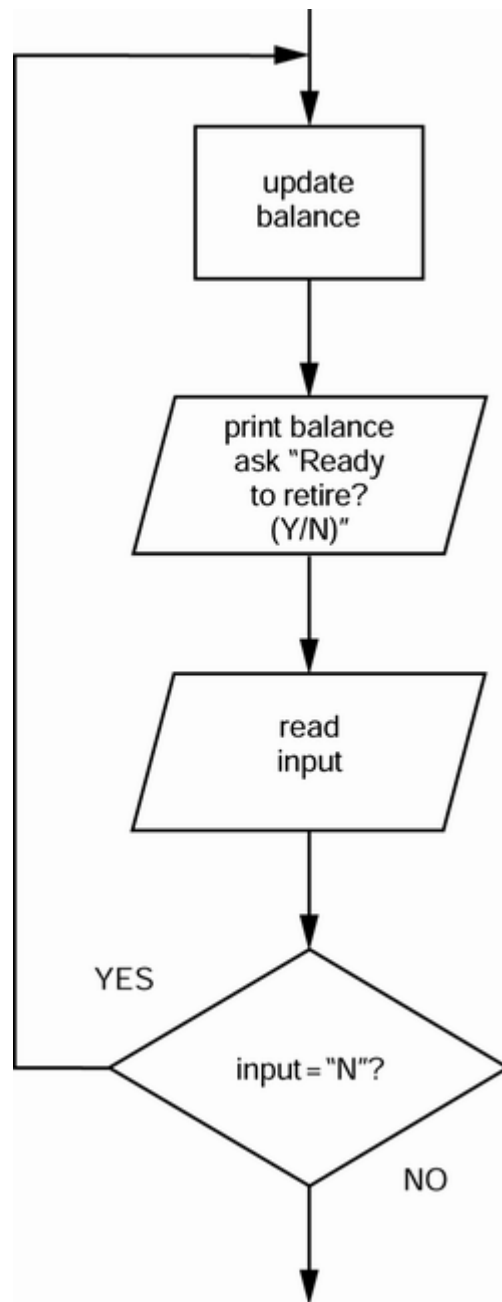 update
balance
print balance
ask "Ready
to retire?
(Y/N)"
read
input
YES
input = "N"?
NO